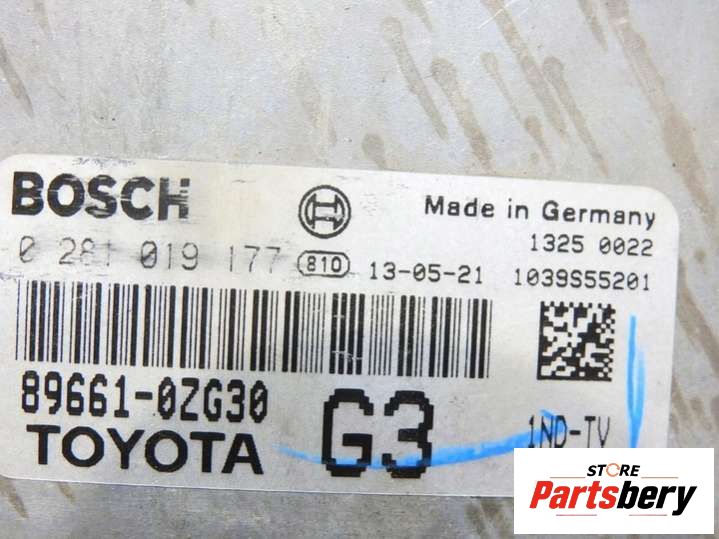 BOSCH
Made in Germany
1325 0022
0 281 019 177 810 13-05-21 1039S55201
89661-0ZG30
TOYOTA
G3
1ND-TV
STORE
Partsbery